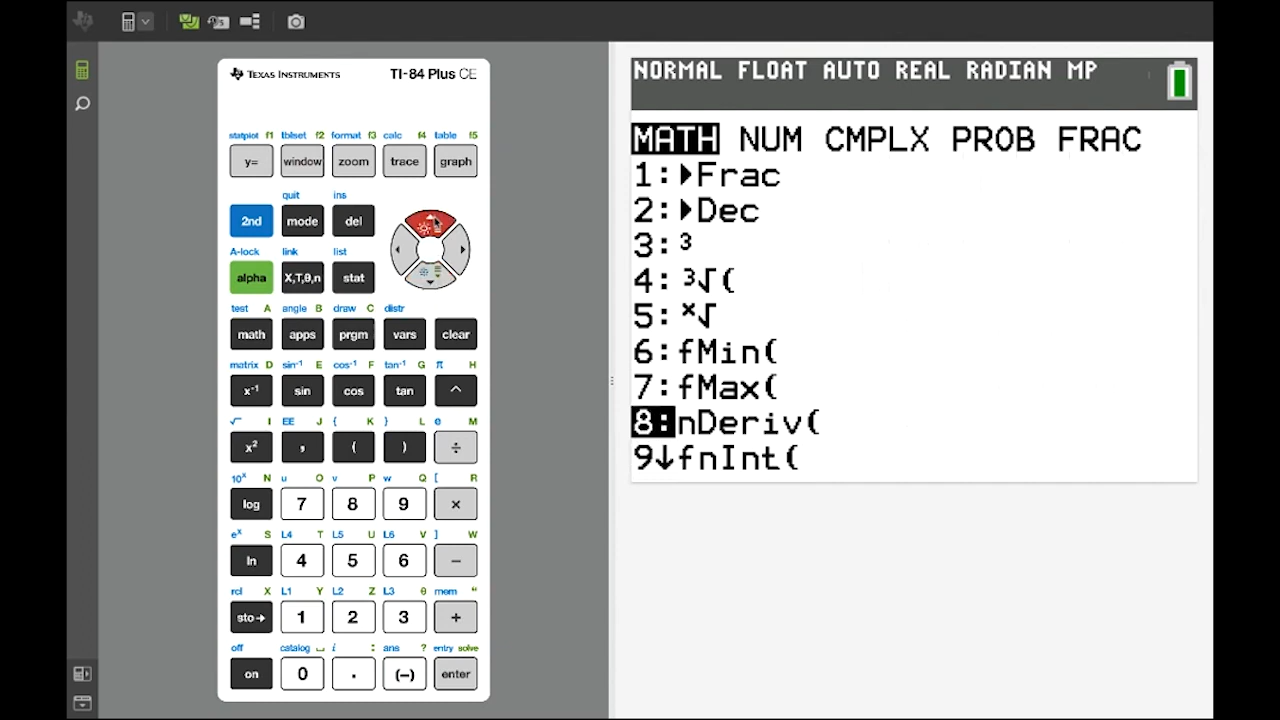 TEXAS INSTRUMENTS TI-84 Plus CE
statplot f1 tblset f2 format f3 calc f4 table f5
y= window zoom trace graph
quit ins
2nd mode del
A-lock link list
alpha X,T,θ,n stat
test A angle B draw C distr
math apps prgm vars clear
matrix D sin⁻¹ E cos⁻¹ F tan⁻¹ G π H
x⁻¹ sin cos tan ^
√ I EE J { K } L e M
x² , ( ) ÷
10ˣ N u O v P w Q [ R
log 7 8 9 ×
eˣ S L4 T L5 U L6 V ] W
ln 4 5 6 −
rcl X L1 Y L2 Z L3 θ mem “
sto→ 1 2 3 +
off catalog ⎵ i : ans ? entry solve
on 0 . (−) enter
NORMAL FLOAT AUTO REAL RADIAN MP
MATH NUM CMPLX PROB FRAC
1:▶Frac
2:▶Dec
3:³
4:³√(
5:ˣ√
6:fMin(
7:fMax(
8:nDeriv(
9↓fnInt(